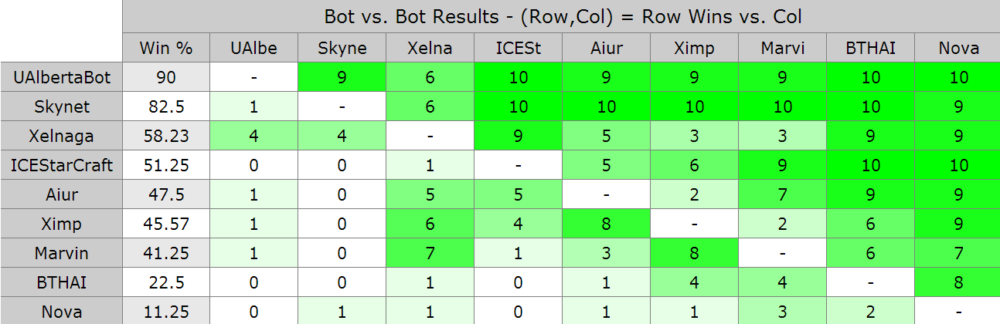 Bot vs. Bot Results - (Row,Col) = Row Wins vs. Col
Win % UAlbe Skyne Xelna ICESt Aiur Ximp Marvi BTHAI Nova
UAlbertaBot 90 - 9 6 10 9 9 9 10 10
Skynet 82.5 1 - 6 10 10 10 10 10 9
Xelnaga 58.23 4 4 - 9 5 3 3 9 9
ICEStarCraft 51.25 0 0 1 - 5 6 9 10 10
Aiur 47.5 1 0 5 5 - 2 7 9 9
Ximp 45.57 1 0 6 4 8 - 2 6 9
Marvin 41.25 1 0 7 1 3 8 - 6 7
BTHAI 22.5 0 0 1 0 1 4 4 - 8
Nova 11.25 0 1 1 0 1 1 3 2 -